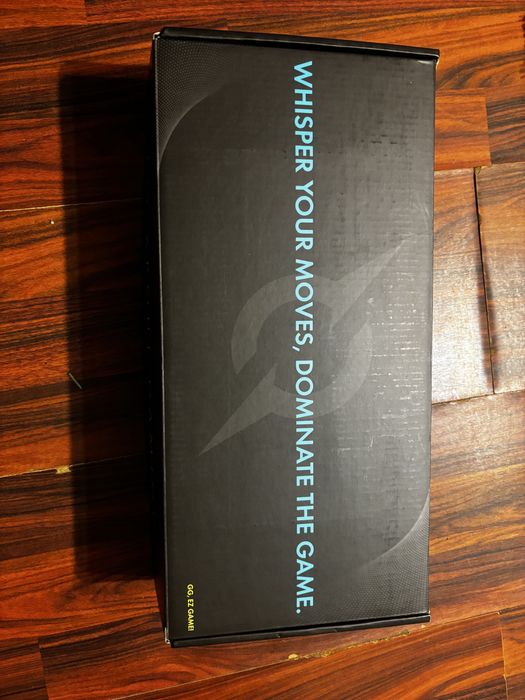 WHISPER YOUR MOVES, DOMINATE THE GAME.
GG, EZ GAME!